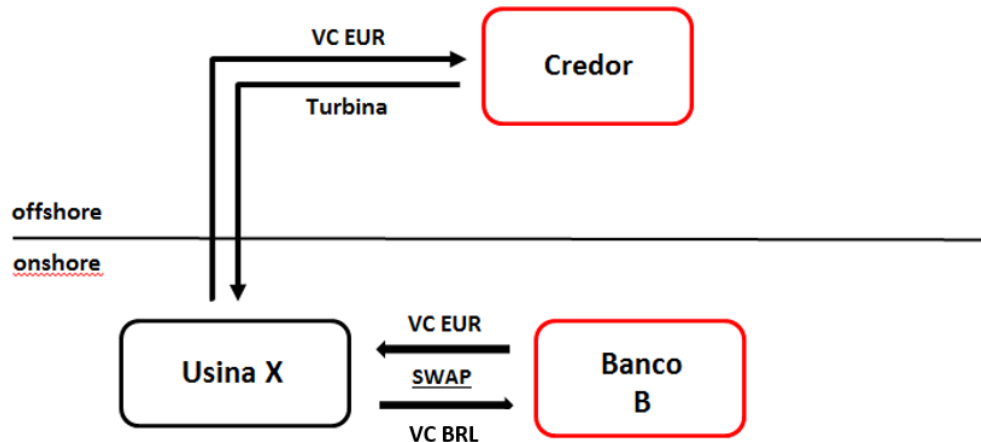 VC EUR
Credor
Turbina
offshore
onshore
VC EUR
Usina X
SWAP
Banco
B
VC BRL